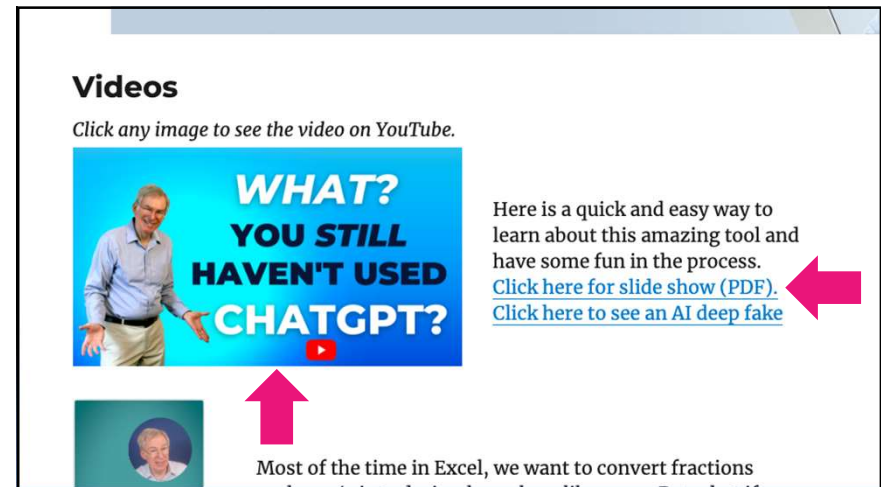 Videos
Click any image to see the video on YouTube.
WHAT?
YOU STILL
HAVEN'T USED
CHATGPT?
Here is a quick and easy way to
learn about this amazing tool and
have some fun in the process.
Click here for slide show (PDF).
Click here to see an AI deep fake
Most of the time in Excel, we want to convert fractions